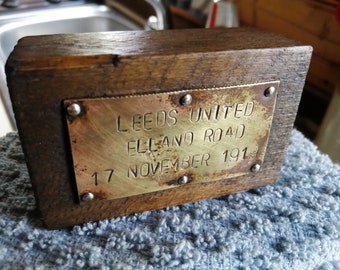 LEEDS UNITED
ELLAND ROAD
17 NOVEMBER 191